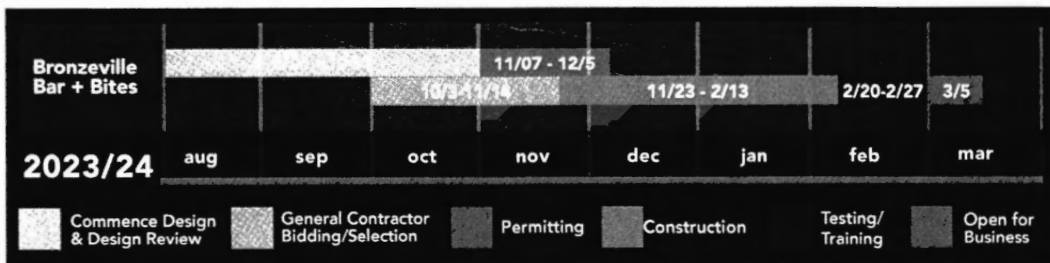 Bronzeville
Bar + Bites
11/07 - 12/5
10/3-11/14
11/23 - 2/13
2/20-2/27
3/5
2023/24
aug
sep
oct
nov
dec
jan
feb
mar
Commence Design
& Design Review
General Contractor
Bidding/Selection
Permitting
Construction
Testing/
Training
Open for
Business